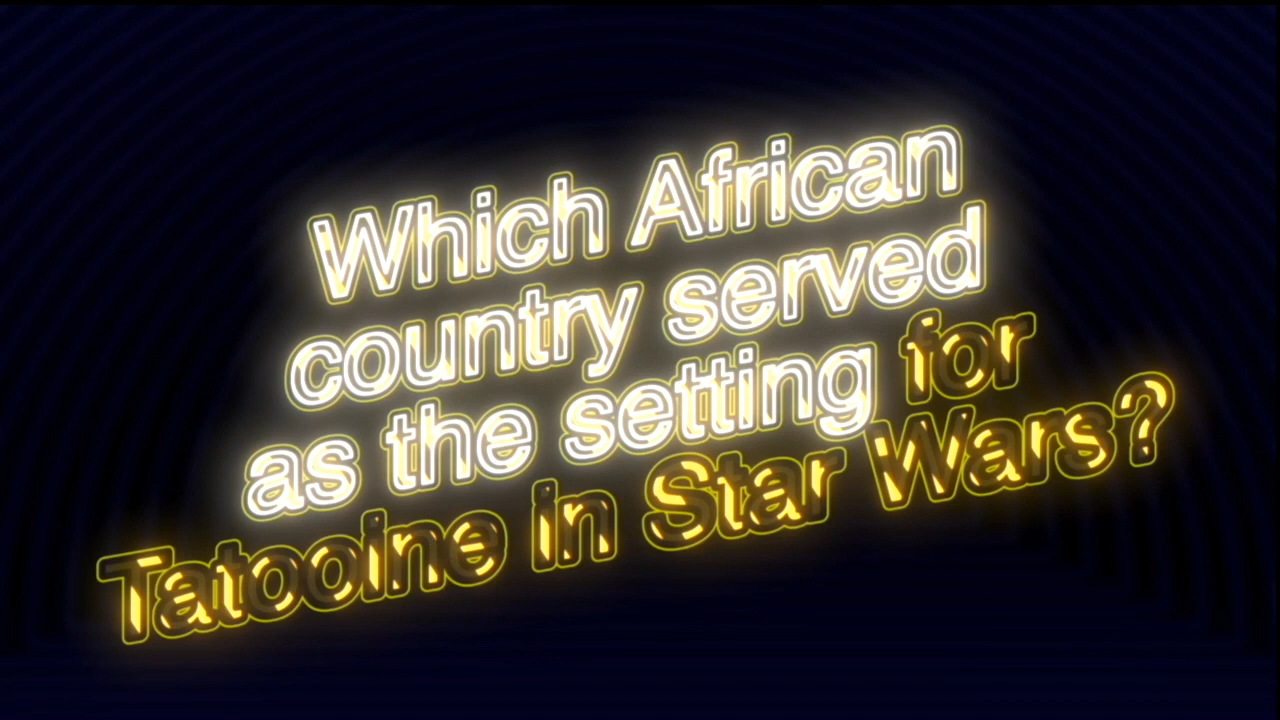 Which African
country served
as the setting for
Tatooine in Star Wars?